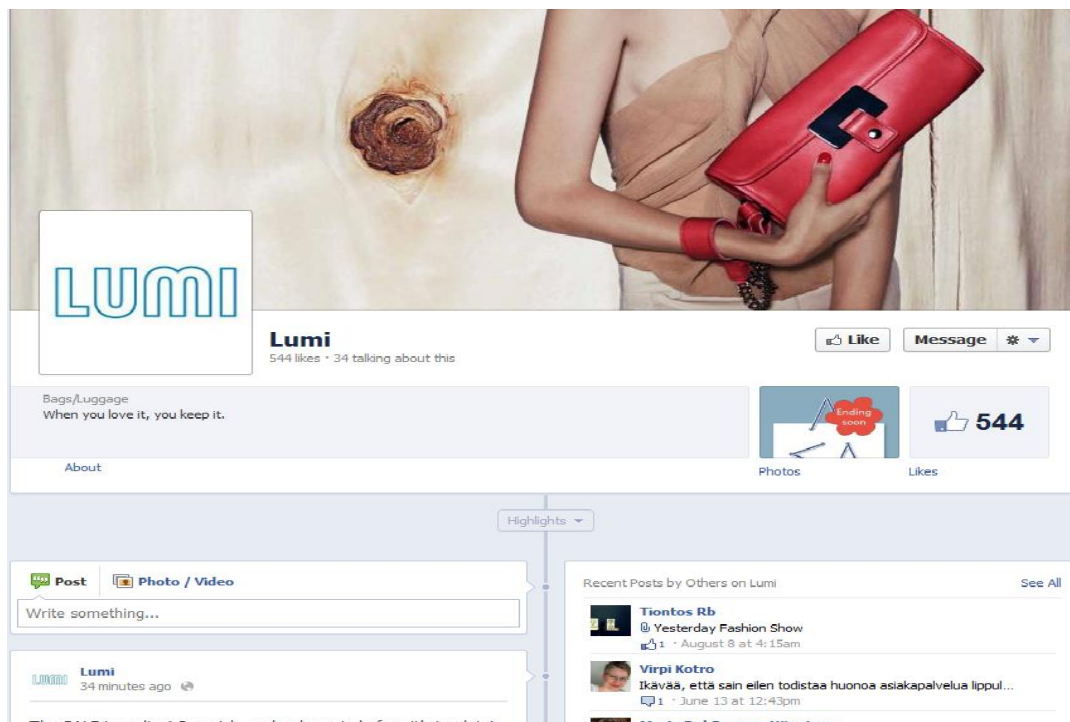 LUMI
Lumi
544 likes · 34 talking about this
Like
Message
Bags/Luggage
When you love it, you keep it.
About
Ending
soon
Photos
544
Likes
Highlights
Post
Photo / Video
Write something...
Lumi
34 minutes ago
Recent Posts by Others on Lumi
See All
Tiontos Rb
Yesterday Fashion Show
1 · August 8 at 4:15am
Virpi Kotro
Ikävää, että sain eilen todistaa huonoa asiakapalvelua lippul...
1 · June 13 at 12:43pm